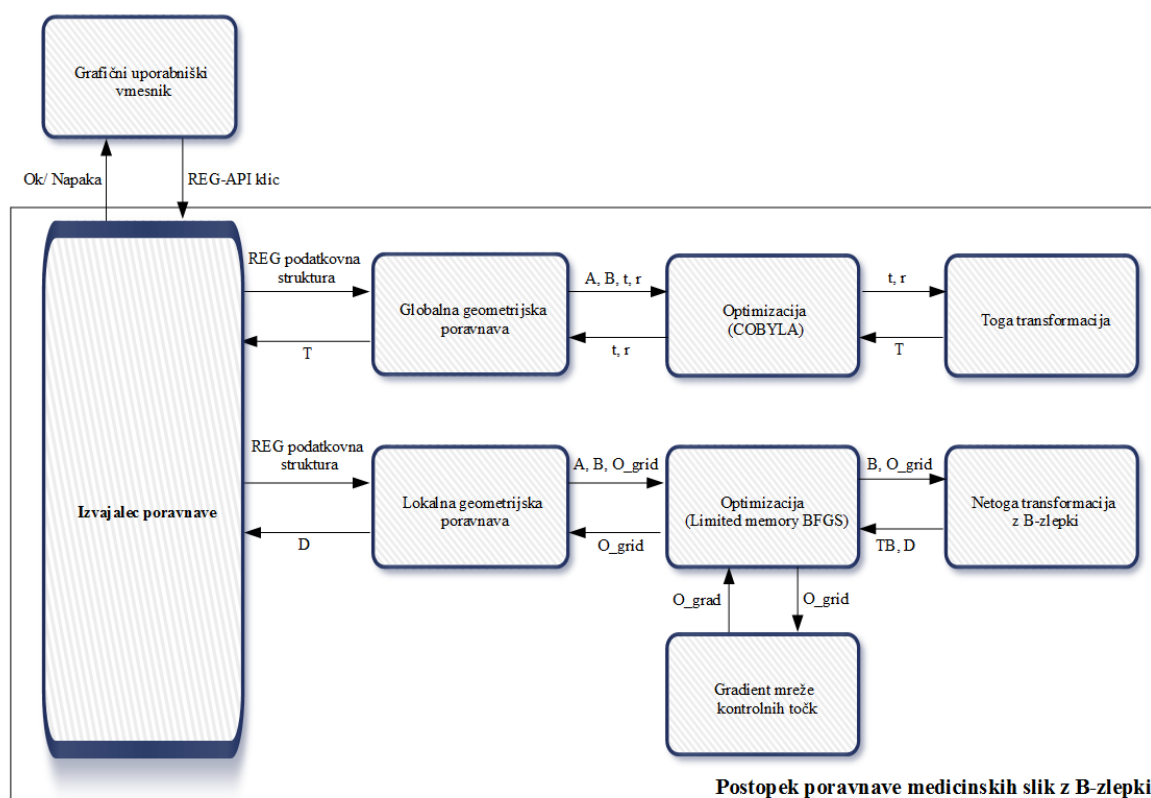 Grafični uporabniški
vmesnik
Ok/ Napaka
REG-API klic
REG podatkovna
struktura
A, B, t, r
t, r
Globalna geometrijska
poravnava
Optimizacija
(COBYLA)
Toga transformacija
T
t, r
T
REG podatkovna
struktura
A, B, O_grid
B, O_grid
Izvajalec poravnave
Lokalna geometrijska
poravnava
Optimizacija
(Limited memory BFGS)
Netoga transformacija
z B-zlepki
D
O_grid
TB, D
O_grad
O_grid
Gradient mreže
kontrolnih točk
Postopek poravnave medicinskih slik z B-zlepki